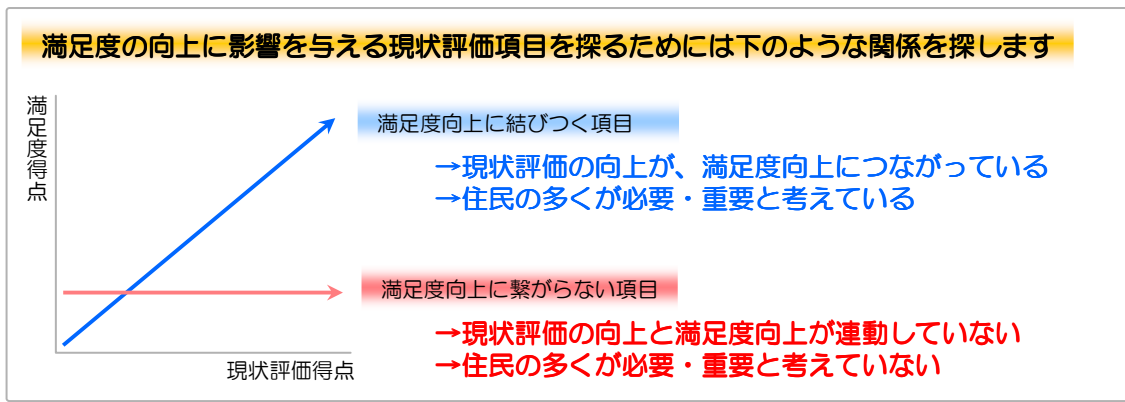 満足度の向上に影響を与える現状評価項目を探るためには下のような関係を探します
満足度得点
満足度向上に結びつく項目
→現状評価の向上が、満足度向上につながっている
→住民の多くが必要・重要と考えている
満足度向上に繋がらない項目
→現状評価の向上と満足度向上が連動していない
→住民の多くが必要・重要と考えていない
現状評価得点